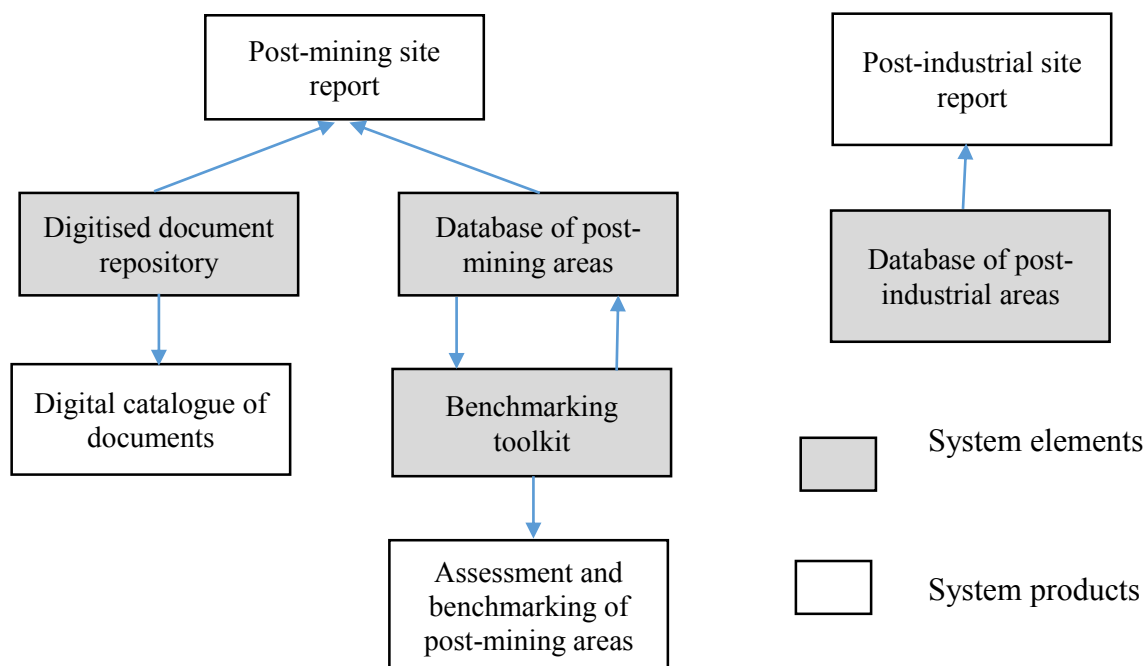 Post-mining site
report
Post-industrial site
report
Digitised document
repository
Database of post-
mining areas
Database of post-
industrial areas
Digital catalogue of
documents
Benchmarking
toolkit
System elements
Assessment and
benchmarking of
post-mining areas
System products